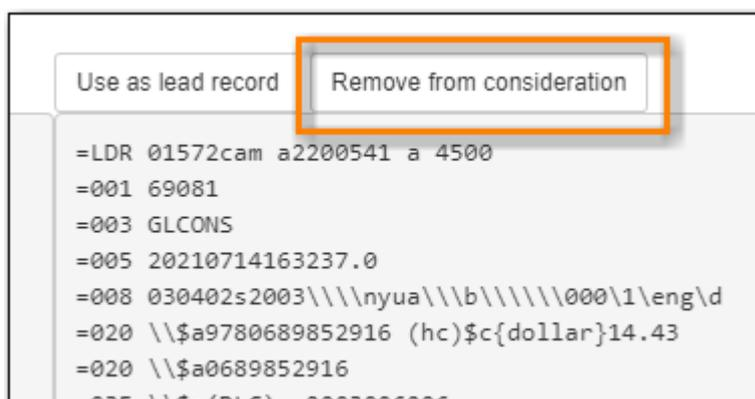 Use as lead record
Remove from consideration
=LDR 01572cam a2200541 a 4500
=001 69081
=003 GLCONS
=005 20210714163237.0
=008 030402s2003\\\\nyua\\\b\\\\\\000\1\eng\d
=020 \\$a9780689852916 (hc)$c{dollar}14.43
=020 \\$a0689852916